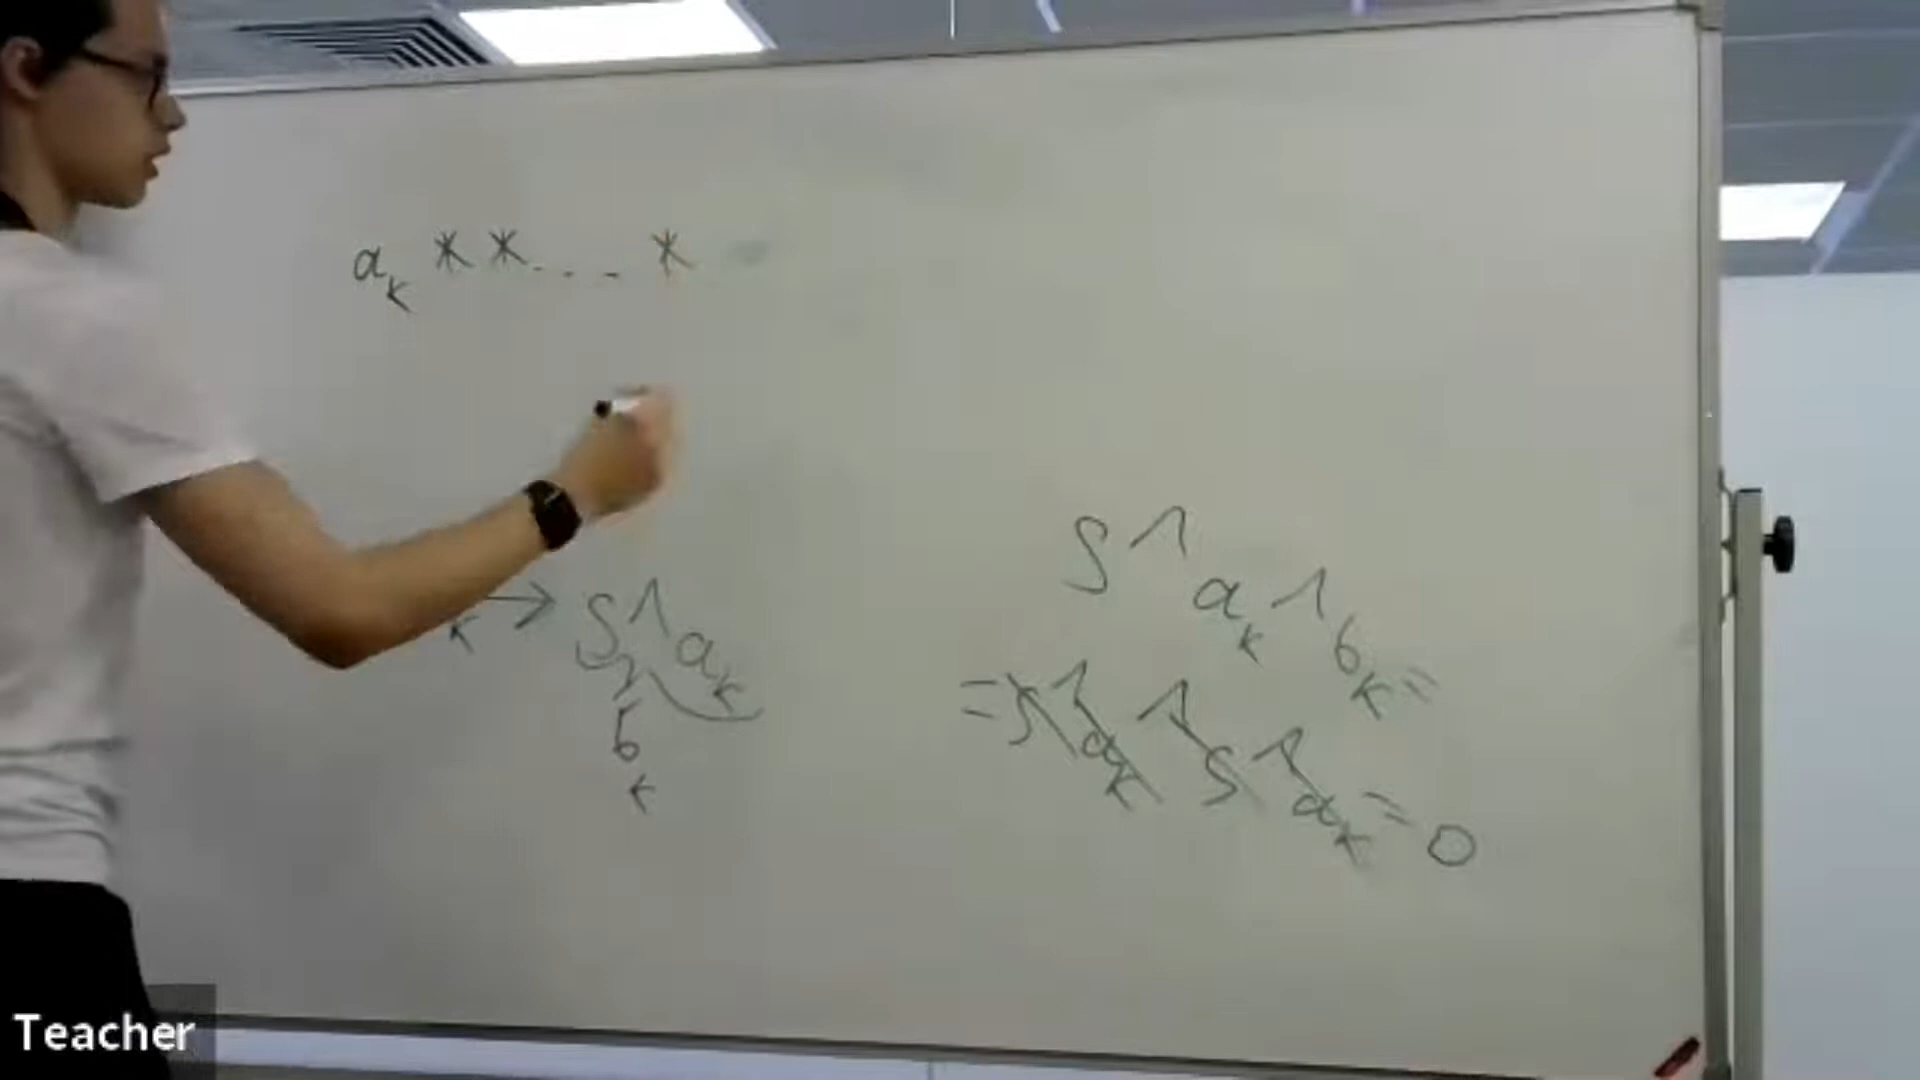 a_k * * . . . *
k → S ^ a_k
b_k
S ^ a_k ^ b_k =
= S ^ a_k ^ S ^ a_k = 0
Teacher